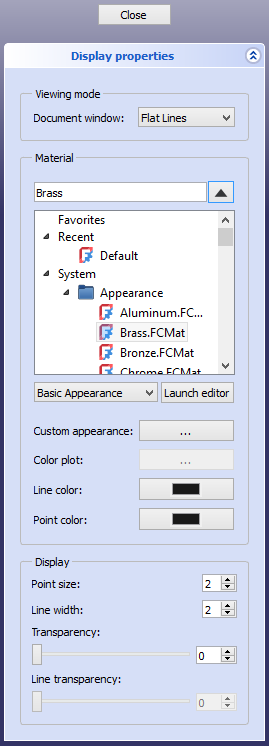 Close
Display properties
Viewing mode
Document window: Flat Lines
Material
Brass
Favorites
Recent
Default
System
Appearance
Aluminum.FC...
Brass.FCMat
Bronze.FCMat
Chrome.FCMat
Basic Appearance Launch editor
Custom appearance: ...
Color plot: ...
Line color:
Point color:
Display
Point size: 2
Line width: 2
Transparency:
0
Line transparency:
0